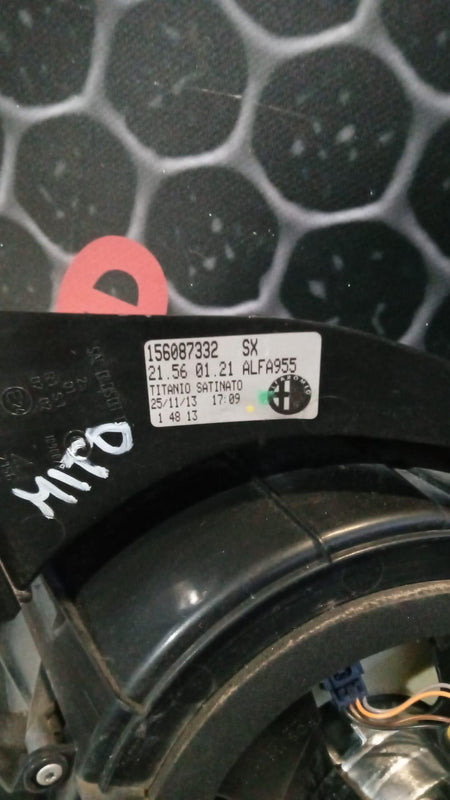 156087332 SX
21.56 01.21 ALFA955
TITANIO SATINATO
25/11/13 17:09
1 48 13
MITO